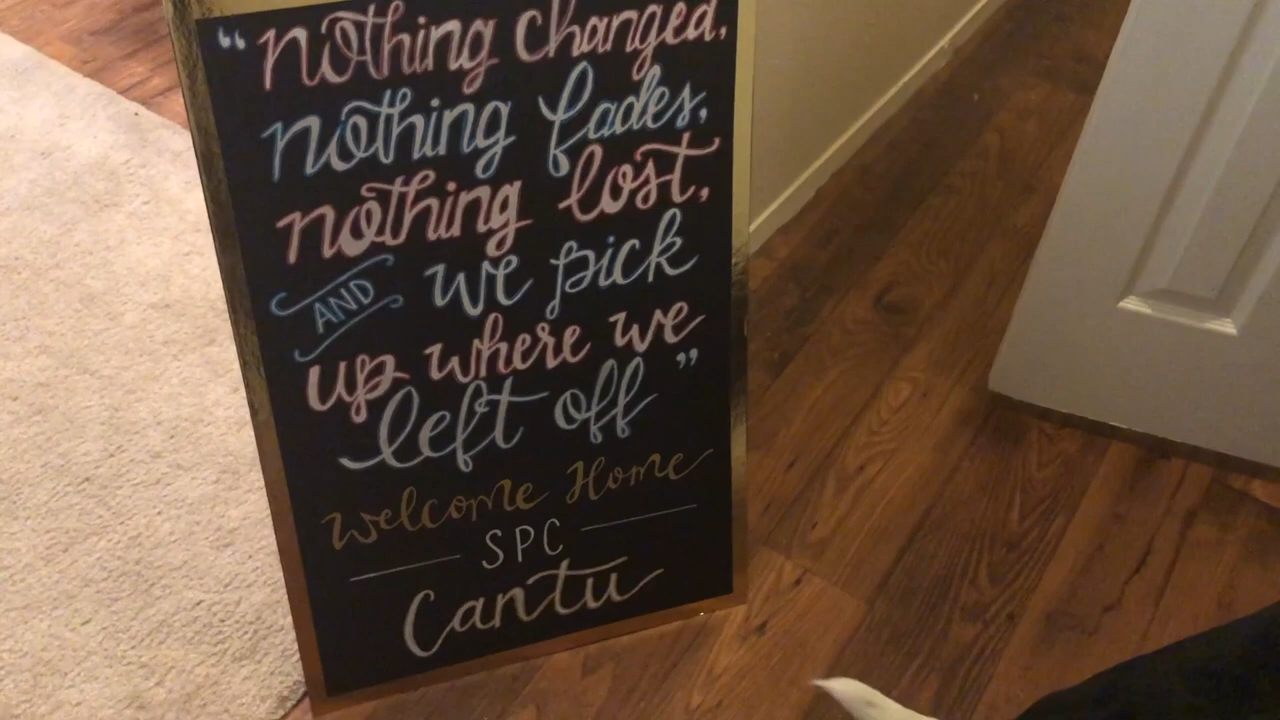 “nothing changed,
nothing fades,
nothing lost,
AND we pick
up where we
left off”
Welcome Home
SPC
Cantu